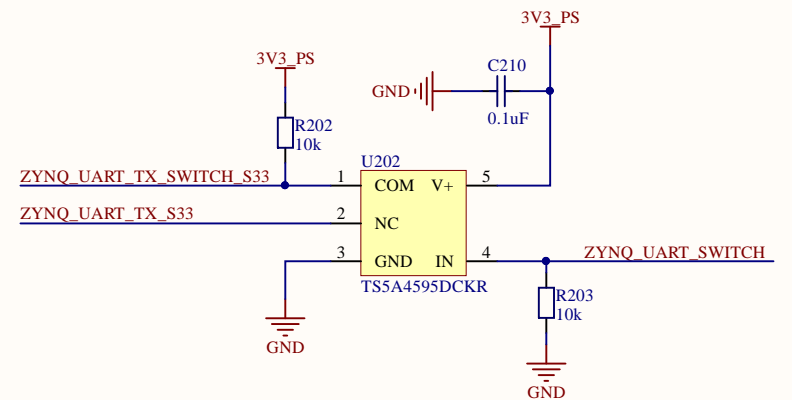 3V3_PS
3V3_PS
C210
GND
0.1uF
R202
10k
U202
ZYNQ_UART_TX_SWITCH_S33
1
COM
V+
5
ZYNQ_UART_TX_S33
2
NC
3
GND
IN
4
ZYNQ_UART_SWITCH
TS5A4595DCKR
R203
10k
GND
GND